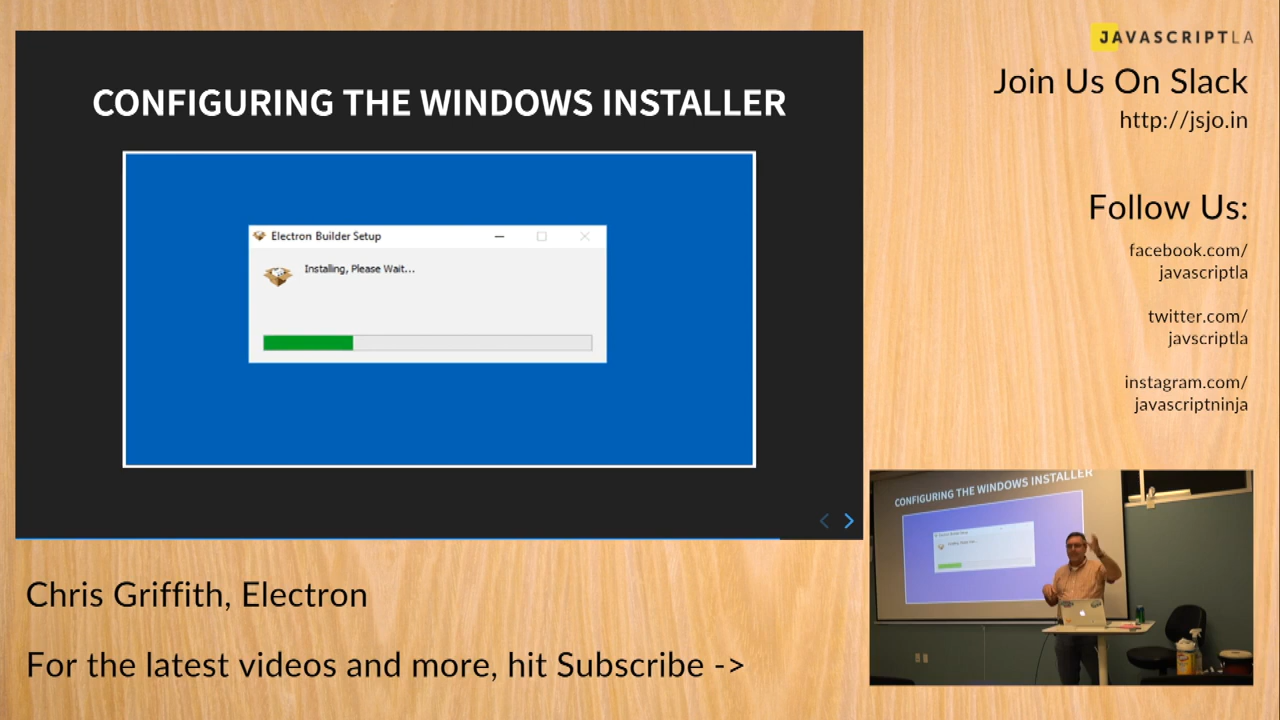 CONFIGURING THE WINDOWS INSTALLER
Electron Builder Setup
Installing, Please Wait...
JAVASCRIPTLA
Join Us On Slack
http://jsjo.in
Follow Us:
facebook.com/
javascriptla
twitter.com/
javscriptla
instagram.com/
javascriptninja
CONFIGURING THE WINDOWS INSTALLER
Chris Griffith, Electron
For the latest videos and more, hit Subscribe ->